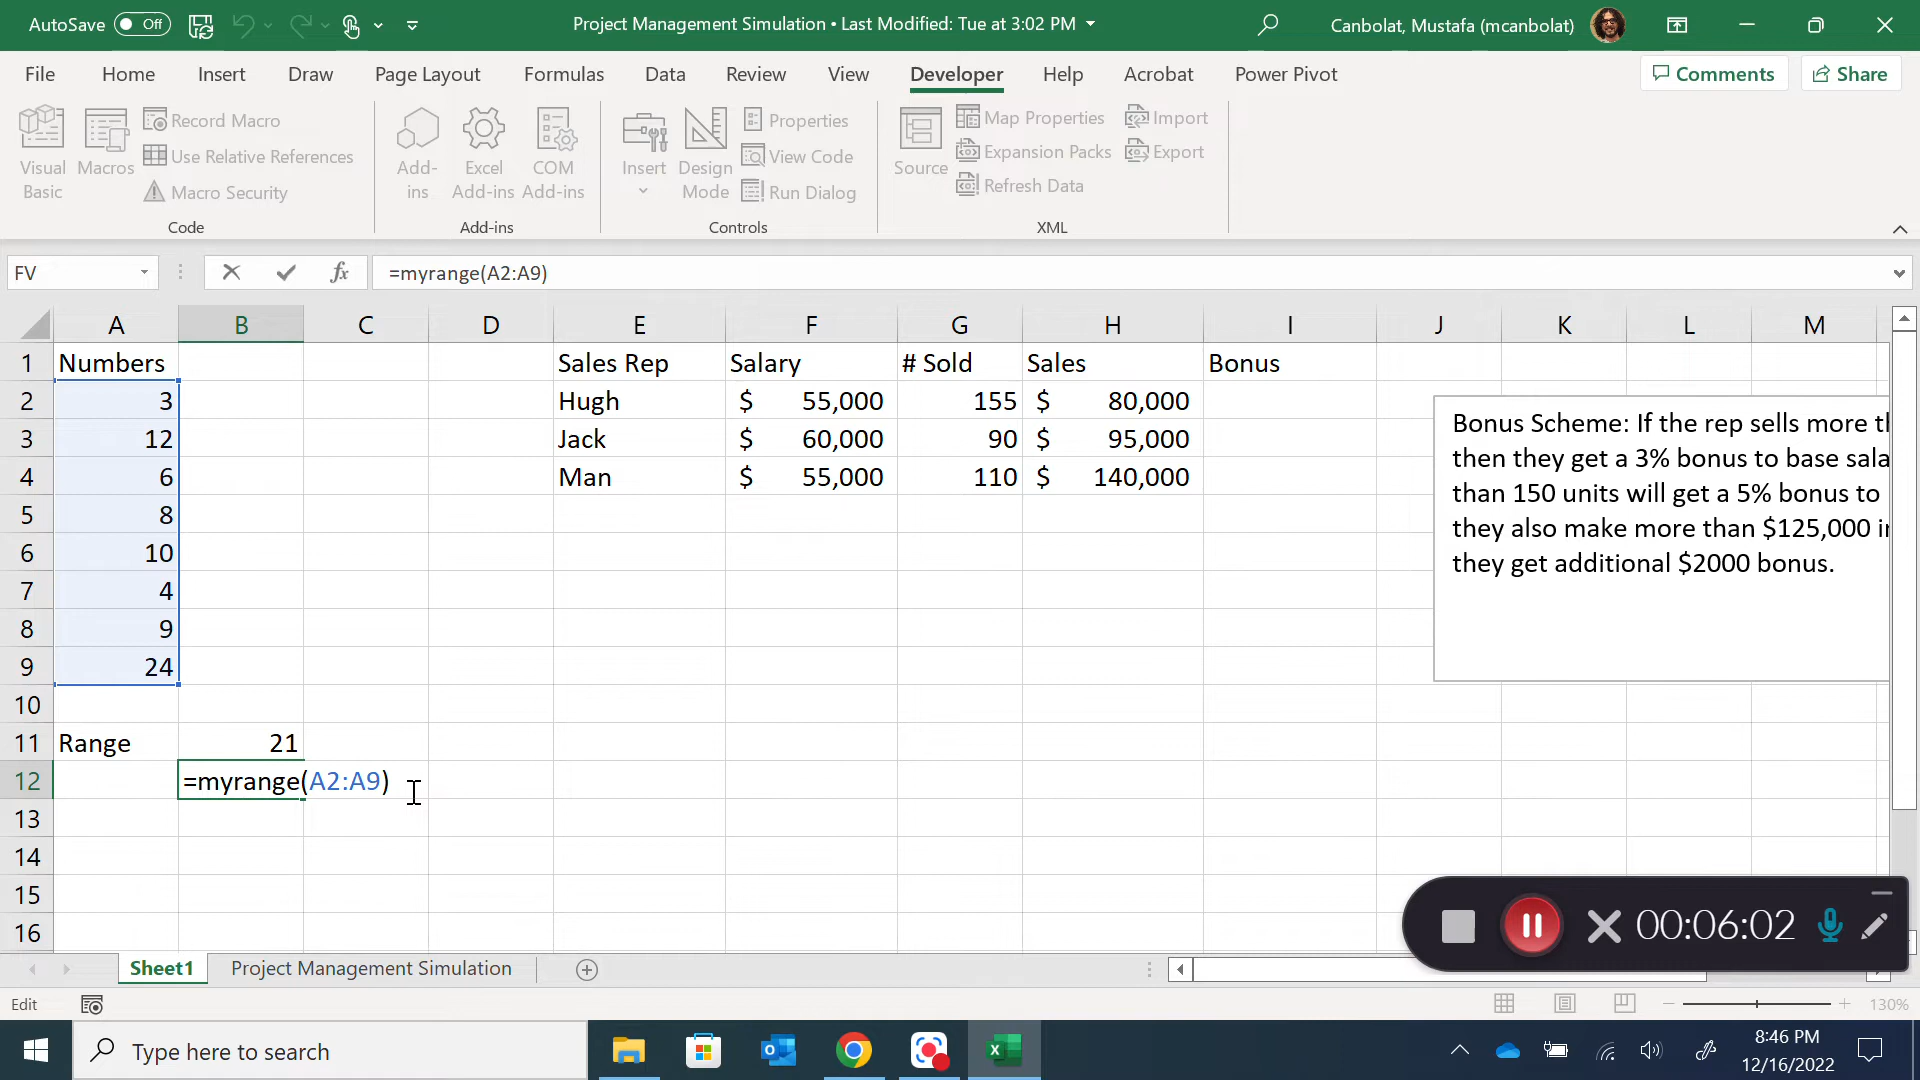 AutoSave Off
Project Management Simulation • Last Modified: Tue at 3:02 PM
Canbolat, Mustafa (mcanbolat)
File Home Insert Draw Page Layout Formulas Data Review View Developer Help Acrobat Power Pivot
Comments Share
Visual Basic
Macros
Record Macro
Use Relative References
Macro Security
Code
Add-ins
Excel Add-ins
COM Add-ins
Add-ins
Insert
Design Mode
Properties
View Code
Run Dialog
Controls
Source
Map Properties
Expansion Packs
Refresh Data
Import
Export
XML
FV
fx
=myrange(A2:A9)
A B C D E F G H I J K L M
1 Numbers Sales Rep Salary # Sold Sales Bonus
2 3 Hugh $ 55,000 155 $ 80,000
3 12 Jack $ 60,000 90 $ 95,000
4 6 Man $ 55,000 110 $ 140,000
5 8
6 10
7 4
8 9
9 24
10
11 Range 21
12 =myrange(A2:A9)
13
14
15
16
Bonus Scheme: If the rep sells more
then they get a 3% bonus to base
than 150 units will get a 5% bonus to
they also make more than $125,000
they get additional $2000 bonus.
00:06:02
Sheet1 Project Management Simulation
Edit
130%
Type here to search
8:46 PM
12/16/2022